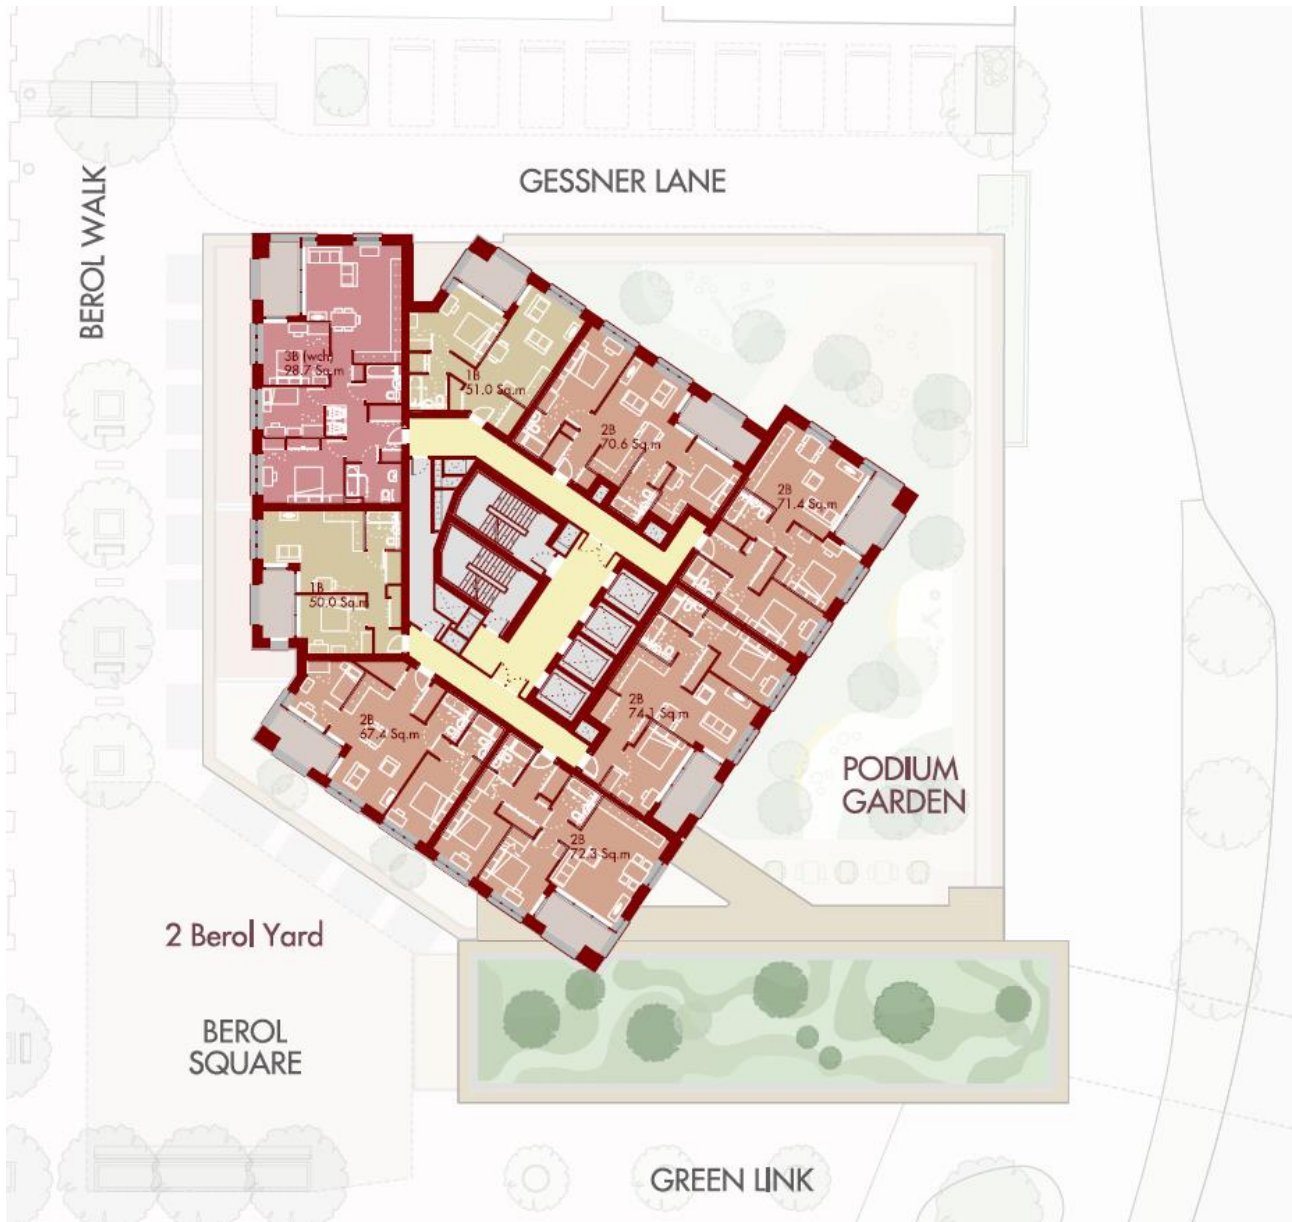 GESSNER LANE
BEROL WALK
3B (wch)
98.7 Sq.m
1B
51.0 Sq.m
2B
70.6 Sq.m
2B
71.4 Sq.m
1B
50.0 Sq.m
2B
67.4 Sq.m
2B
74.1 Sq.m
2B
72.3 Sq.m
PODIUM
GARDEN
2 Berol Yard
BEROL
SQUARE
GREEN LINK